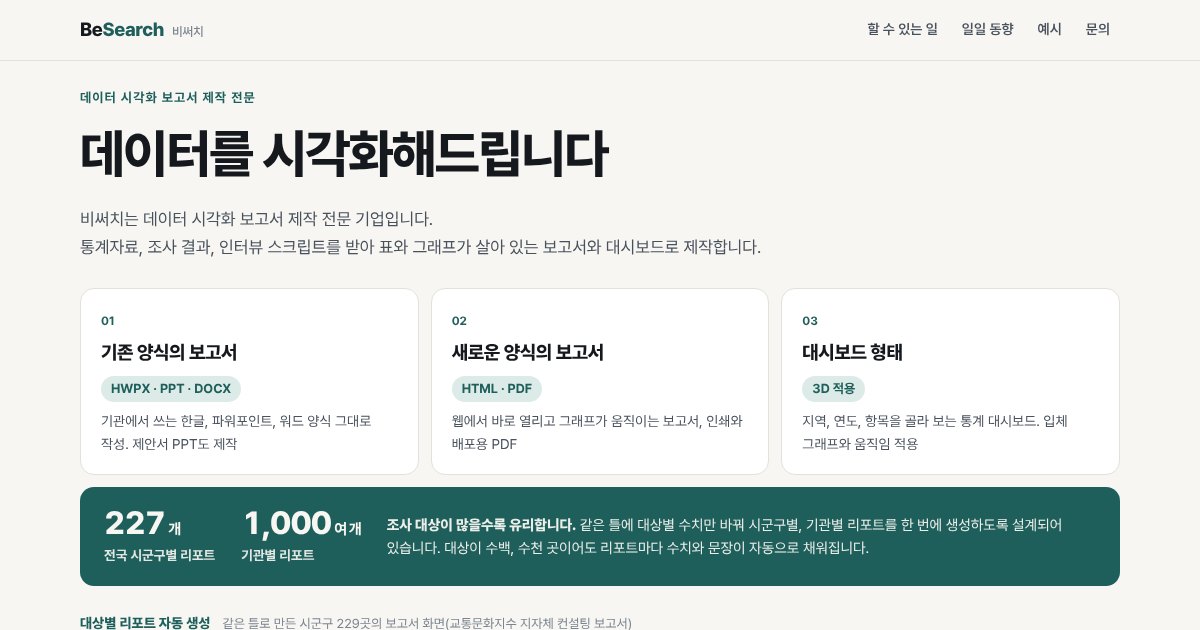 BeSearch 비써치
할 수 있는 일 일일 동향 예시 문의
데이터 시각화 보고서 제작 전문
데이터를 시각화해드립니다
비써치는 데이터 시각화 보고서 제작 전문 기업입니다.
통계자료, 조사 결과, 인터뷰 스크립트를 받아 표와 그래프가 살아 있는 보고서와 대시보드로 제작합니다.
01
기존 양식의 보고서
HWPX · PPT · DOCX
기관에서 쓰는 한글, 파워포인트, 워드 양식 그대로
작성. 제안서 PPT도 제작
02
새로운 양식의 보고서
HTML · PDF
웹에서 바로 열리고 그래프가 움직이는 보고서, 인쇄와
배포용 PDF
03
대시보드 형태
3D 적용
지역, 연도, 항목을 골라 보는 통계 대시보드. 입체
그래프와 움직임 적용
227 개
전국 시군구별 리포트
1,000 여 개
기관별 리포트
조사 대상이 많을수록 유리합니다. 같은 틀에 대상별 수치만 바꿔 시군구별, 기관별 리포트를 한 번에 생성하도록 설계되어
있습니다. 대상이 수백, 수천 곳이어도 리포트마다 수치와 문장이 자동으로 채워집니다.
대상별 리포트 자동 생성 같은 틀로 만든 시군구 229곳의 보고서 화면(교통문화지수 지자체 컨설팅 보고서)